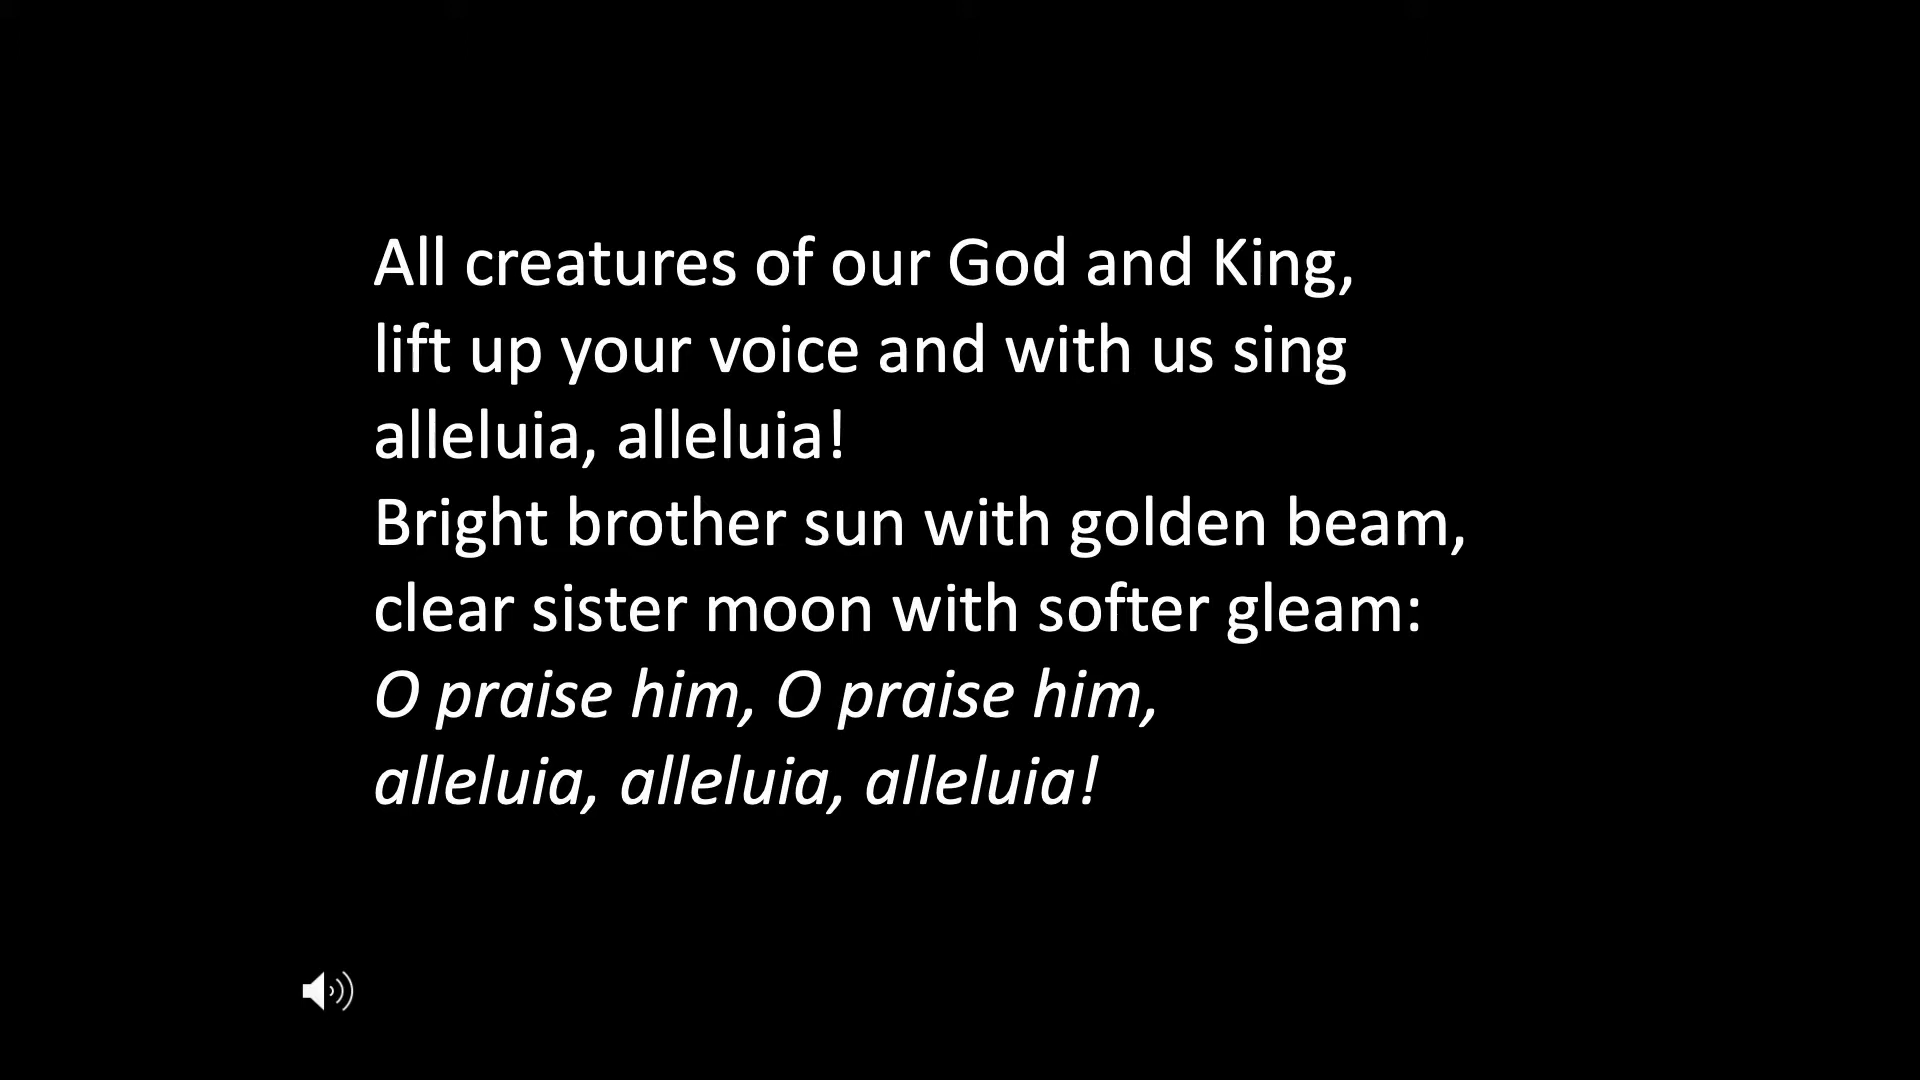 All creatures of our God and King,
lift up your voice and with us sing
alleluia, alleluia!
Bright brother sun with golden beam,
clear sister moon with softer gleam:
O praise him, O praise him,
alleluia, alleluia, alleluia!